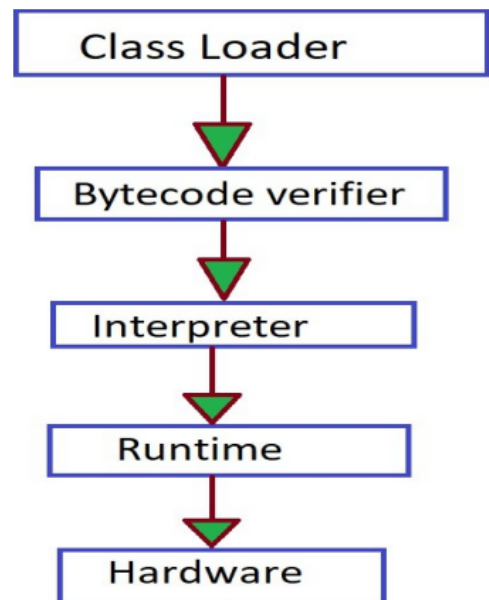 Class Loader
Bytecode verifier
Interpreter
Runtime
Hardware